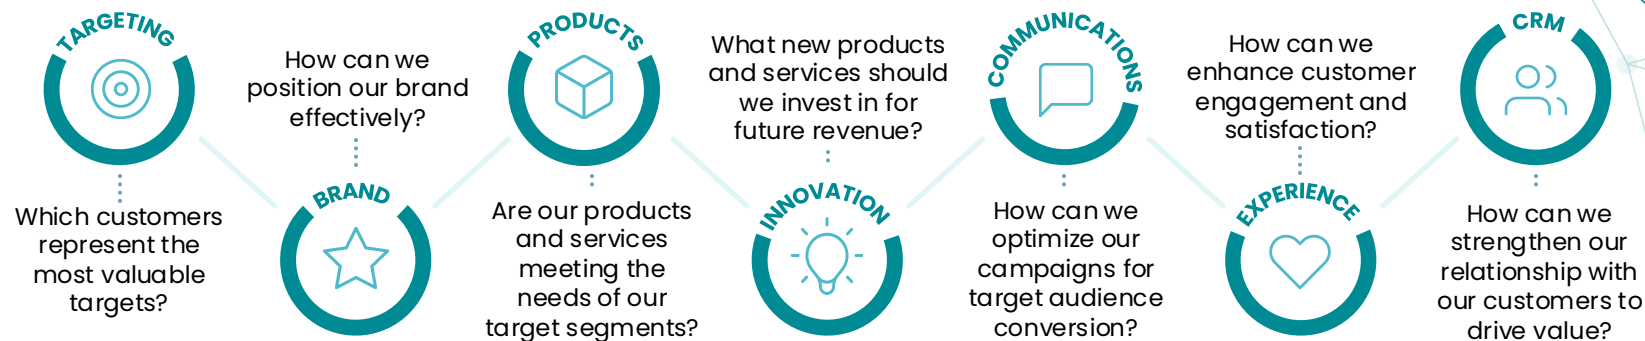 TARGETING
Which customers
represent the
most valuable
targets?
How can we
position our brand
effectively?
BRAND
PRODUCTS
Are our products
and services
meeting the
needs of our
target segments?
What new products
and services should
we invest in for
future revenue?
INNOVATION
COMMUNICATIONS
How can we
optimize our
campaigns for
target audience
conversion?
How can we
enhance customer
engagement and
satisfaction?
EXPERIENCE
CRM
How can we
strengthen our
relationship with
our customers to
drive value?